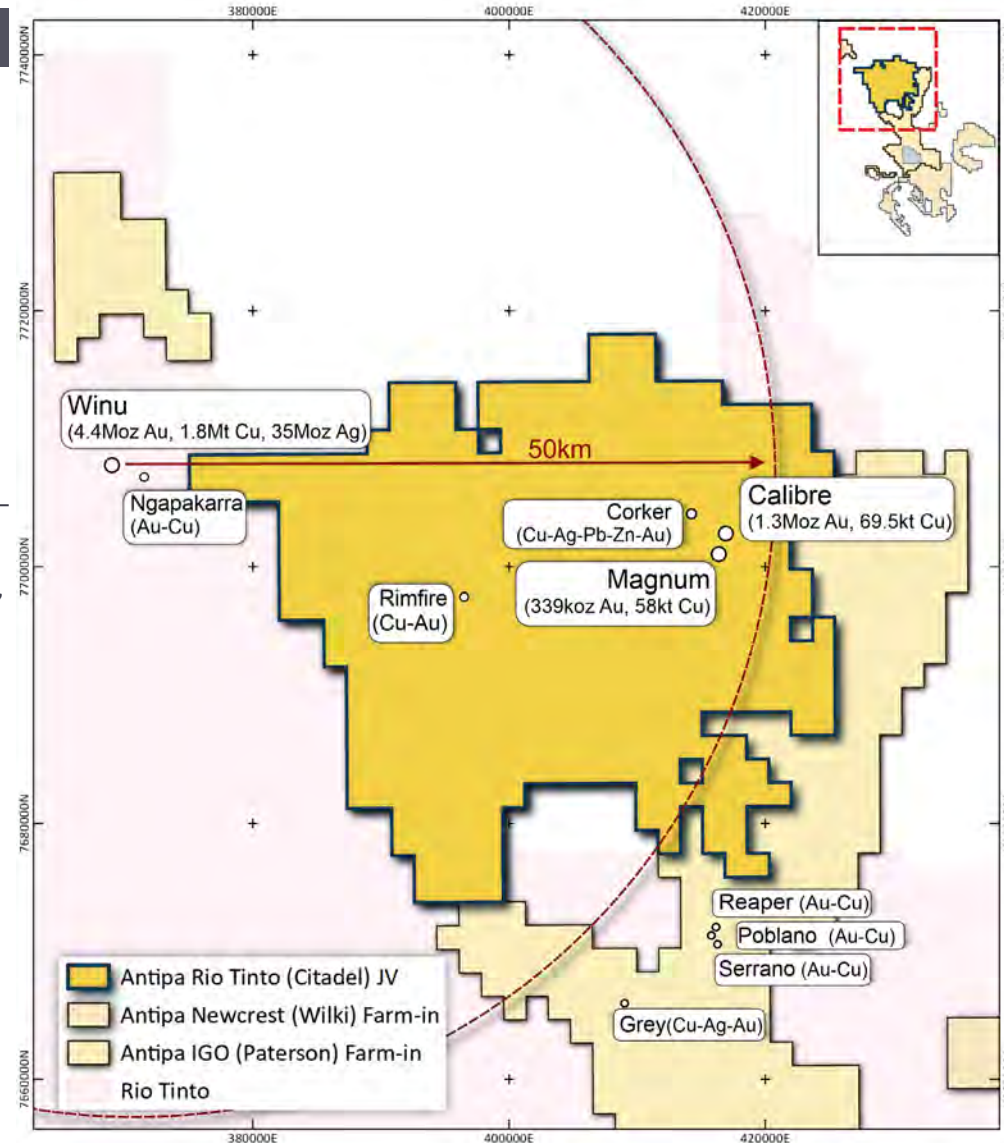 380000E
400000E
420000E
7740000N
7720000N
Winu
(4.4Moz Au, 1.8Mt Cu, 35Moz Ag)
50km
Ngapakarra
(Au-Cu)
Corker
(Cu-Ag-Pb-Zn-Au)
Calibre
(1.3Moz Au, 69.5kt Cu)
7700000N
Magnum
(339koz Au, 58kt Cu)
Rimfire
(Cu-Au)
7680000N
Reaper (Au-Cu)
Poblano (Au-Cu)
Serrano (Au-Cu)
Grey(Cu-Ag-Au)
Antipa Rio Tinto (Citadel) JV
Antipa Newcrest (Wilki) Farm-in
Antipa IGO (Paterson) Farm-in
Rio Tinto
7660000N
380000E
400000E
420000E